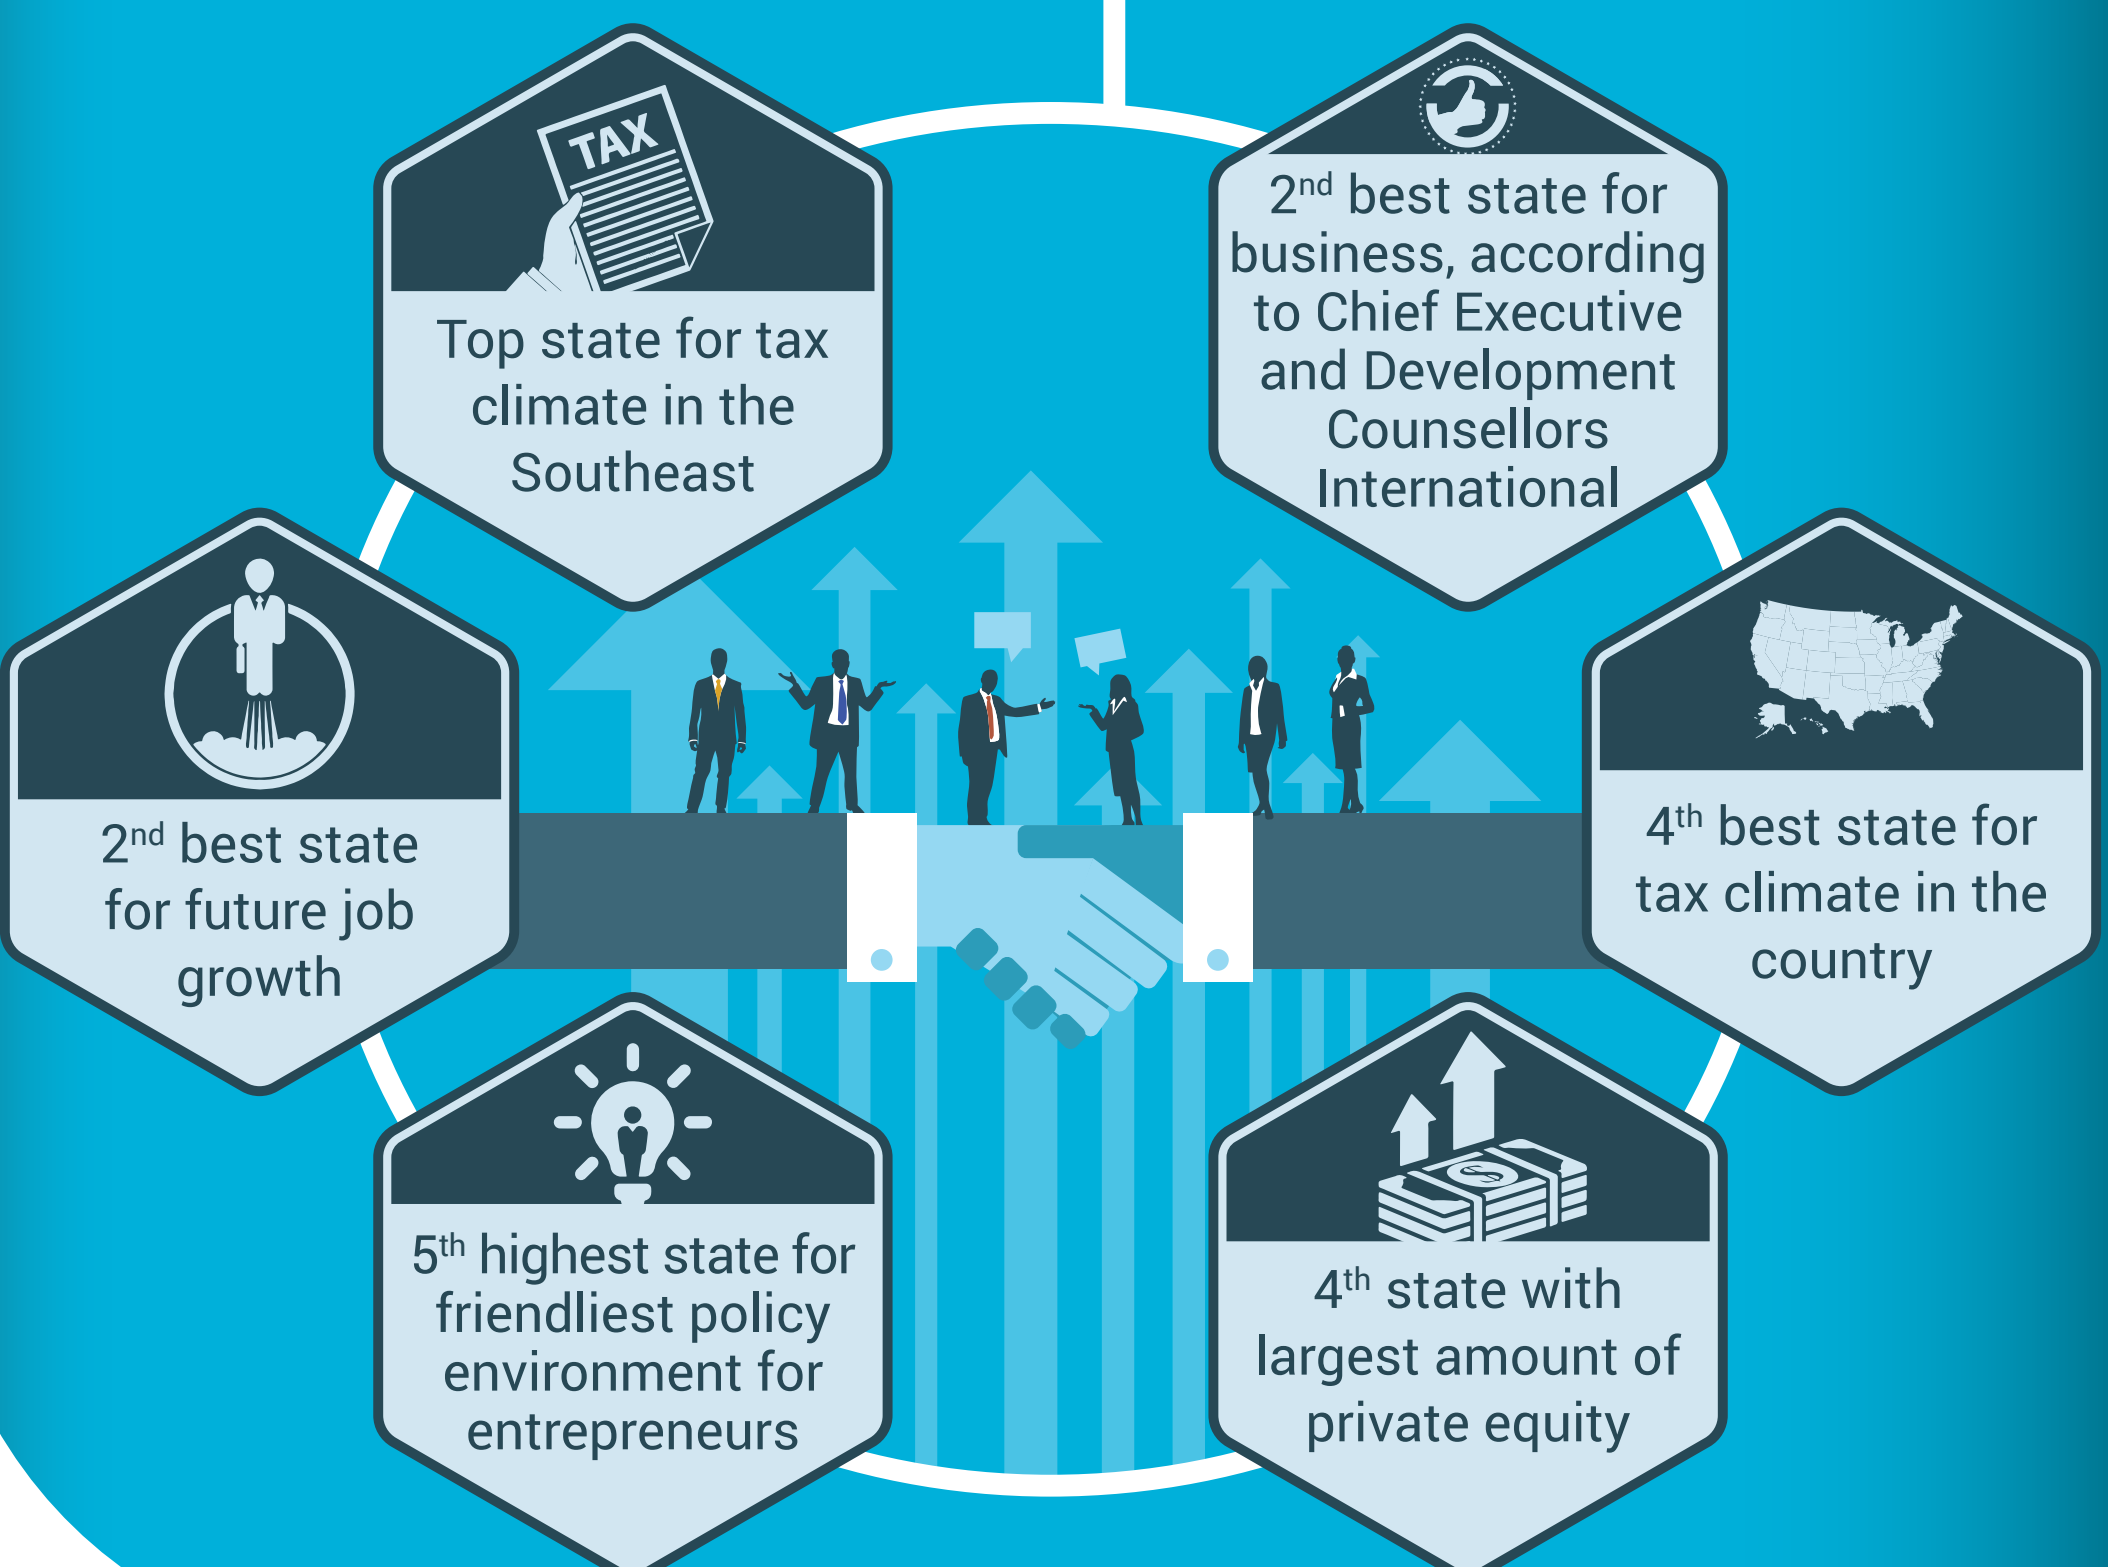 TAX
Top state for tax
climate in the
Southeast
2nd best state for
business, according
to Chief Executive
and Development
Counsellors
International
2nd best state
for future job
growth
4th best state for
tax climate in the
country
5th highest state for
friendliest policy
environment for
entrepreneurs
$
4th state with
largest amount of
private equity